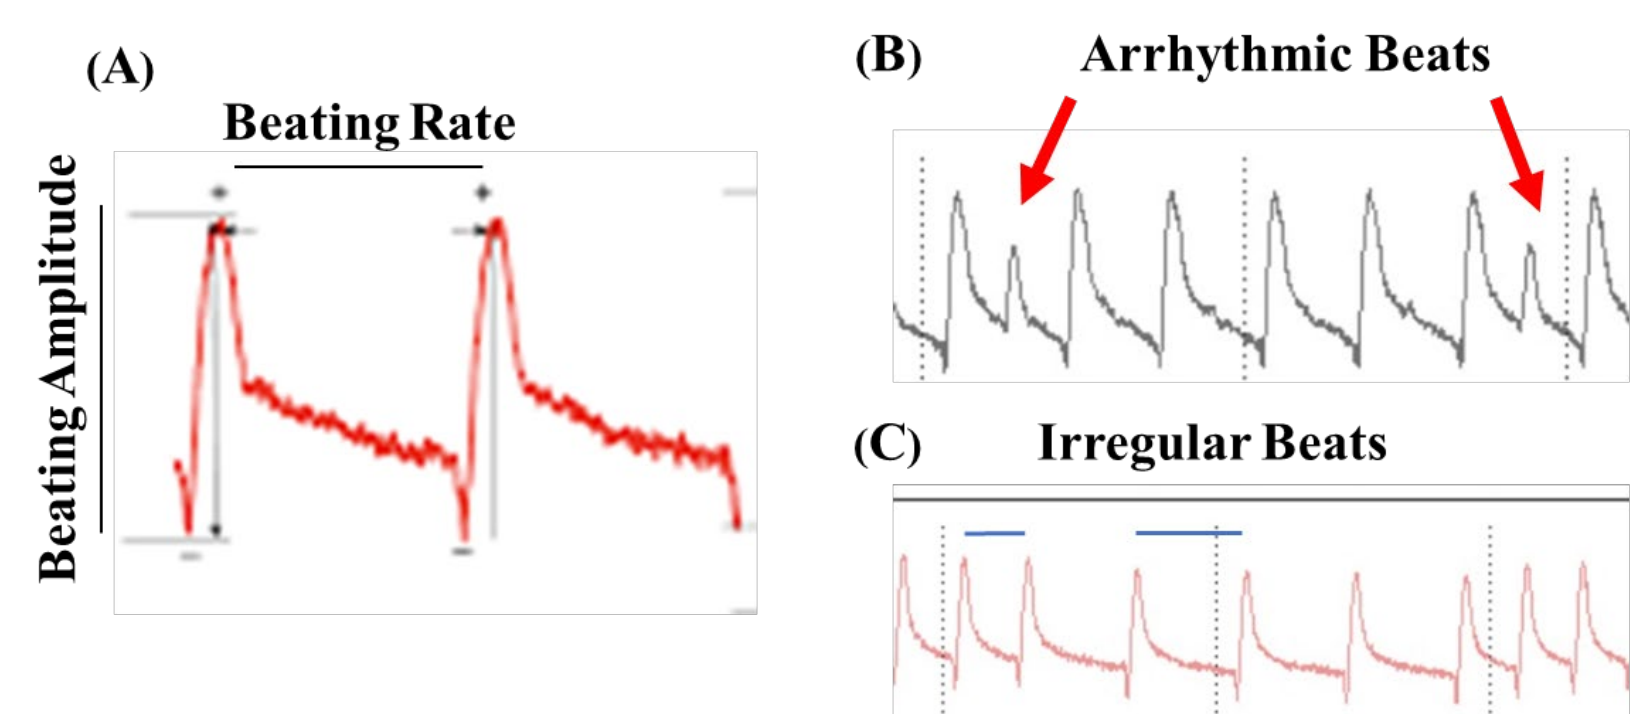 (A)
Beating Rate
Beating Amplitude
(B)
Arrhythmic Beats
(C)
Irregular Beats